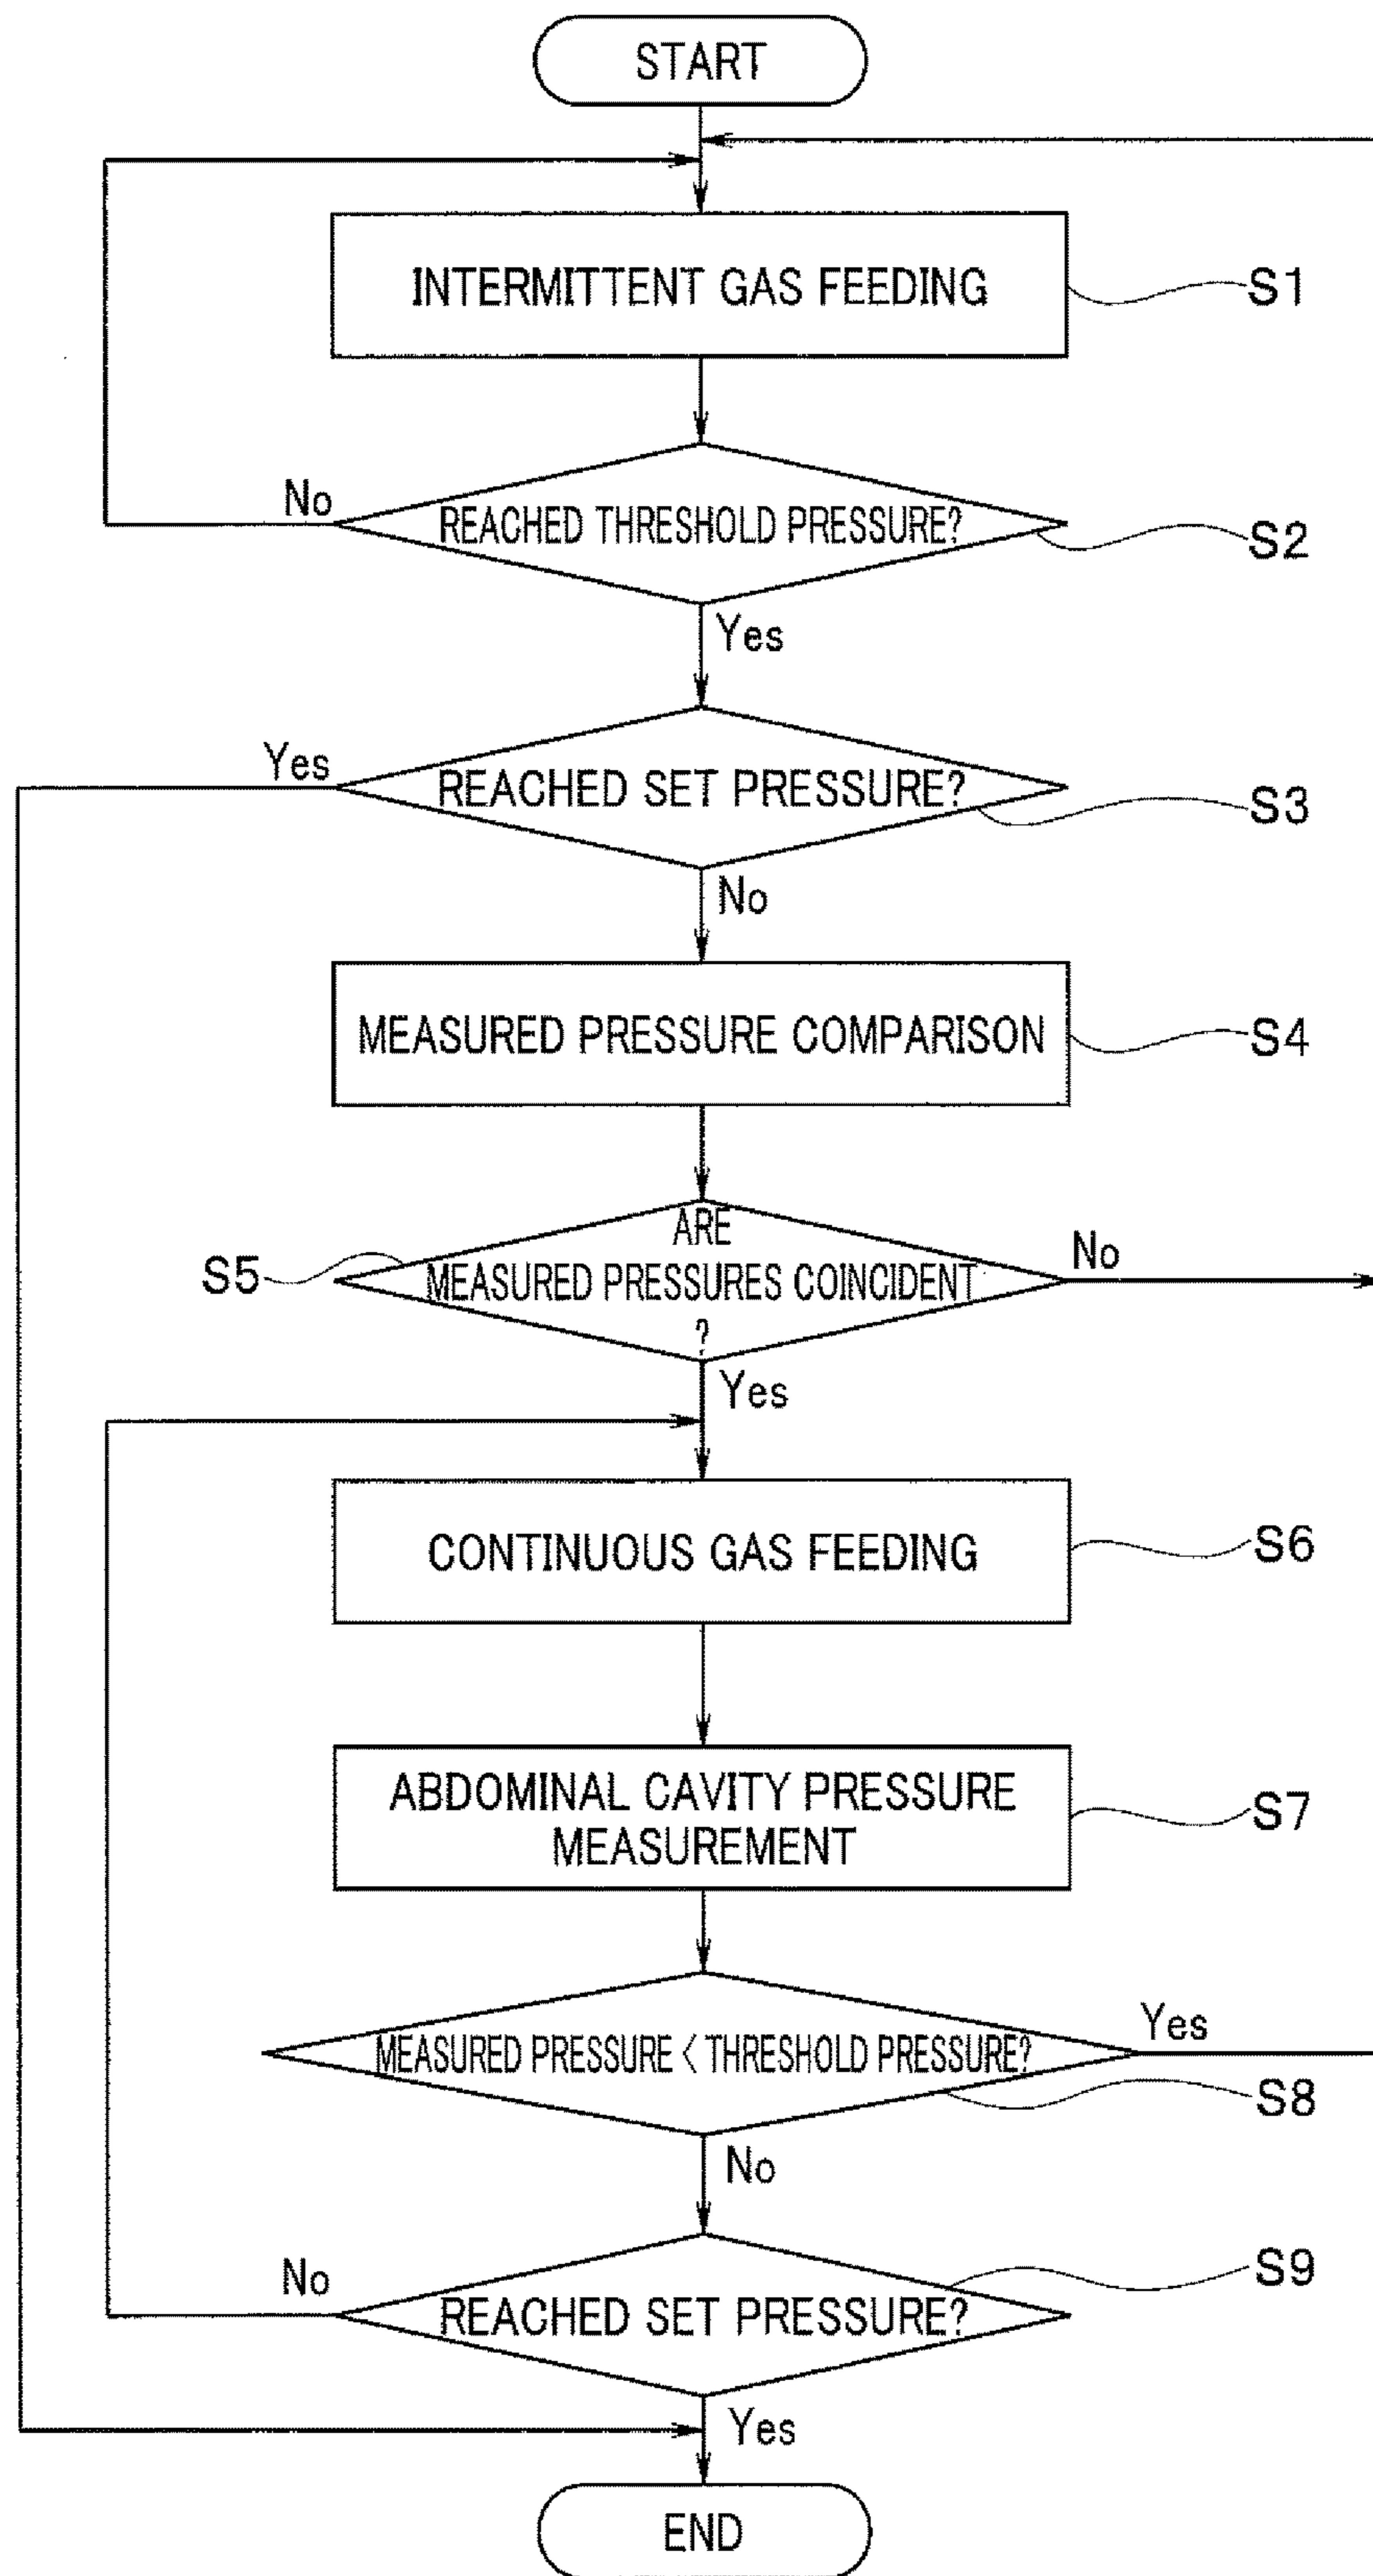 START
INTERMITTENT GAS FEEDING
S1
No
REACHED THRESHOLD PRESSURE?
S2
Yes
Yes
REACHED SET PRESSURE?
S3
No
MEASURED PRESSURE COMPARISON
S4
ARE
MEASURED PRESSURES COINCIDENT
?
S5
No
Yes
CONTINUOUS GAS FEEDING
S6
ABDOMINAL CAVITY PRESSURE
MEASUREMENT
S7
MEASURED PRESSURE < THRESHOLD PRESSURE?
Yes
S8
No
No
REACHED SET PRESSURE?
S9
Yes
END